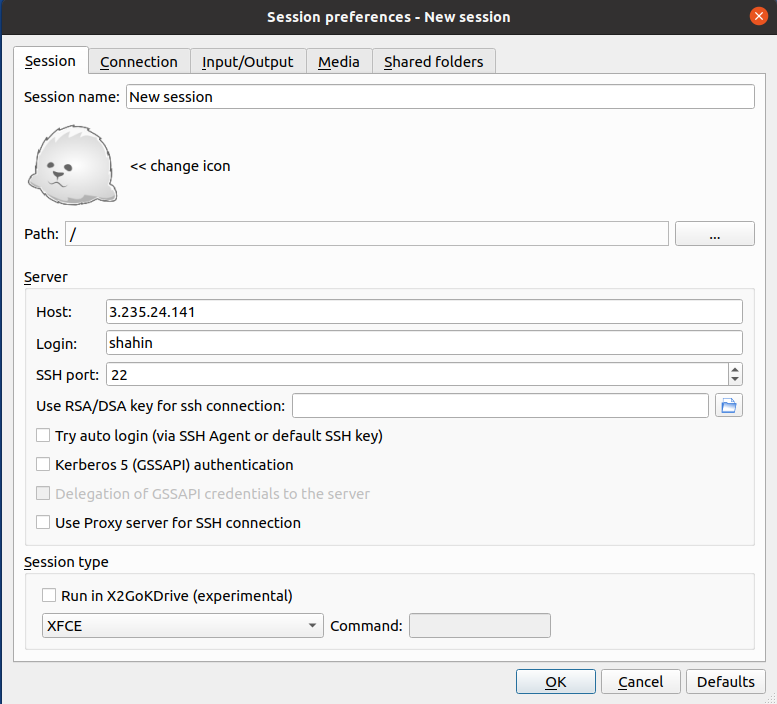 Session preferences - New session
Session Connection Input/Output Media Shared folders
Session name: New session
<< change icon
Path: / ...
Server
Host: 3.235.24.141
Login: shahin
SSH port: 22
Use RSA/DSA key for ssh connection:
Try auto login (via SSH Agent or default SSH key)
Kerberos 5 (GSSAPI) authentication
Delegation of GSSAPI credentials to the server
Use Proxy server for SSH connection
Session type
Run in X2GoKDrive (experimental)
XFCE Command:
OK Cancel Defaults